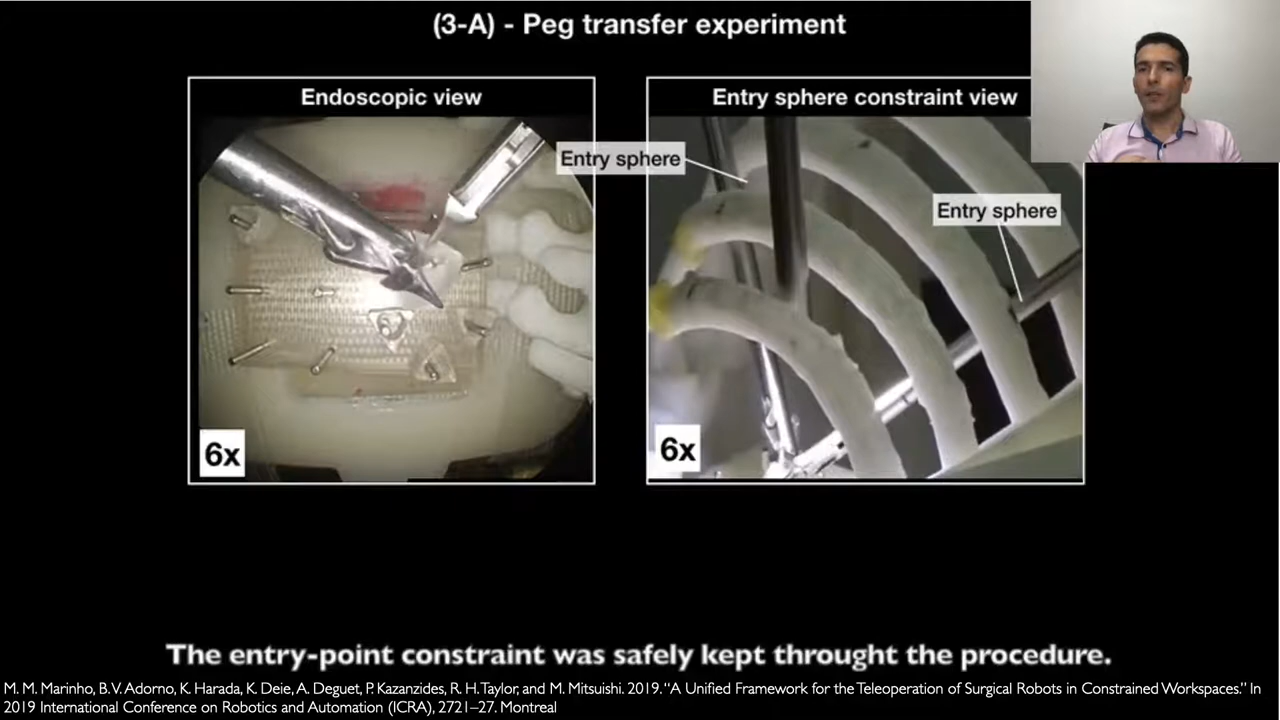 (3-A) - Peg transfer experiment
Endoscopic view
Entry sphere constraint view
Entry sphere
Entry sphere
6x
6x
The entry-point constraint was safely kept throught the procedure.
M. M. Marinho, B.V. Adorno, K. Harada, K. Deie, A. Deguet, P. Kazanzides, R. H. Taylor, and M. Mitsuishi. 2019. “A Unified Framework for the Teleoperation of Surgical Robots in Constrained Workspaces.” In
2019 International Conference on Robotics and Automation (ICRA), 2721–27. Montreal